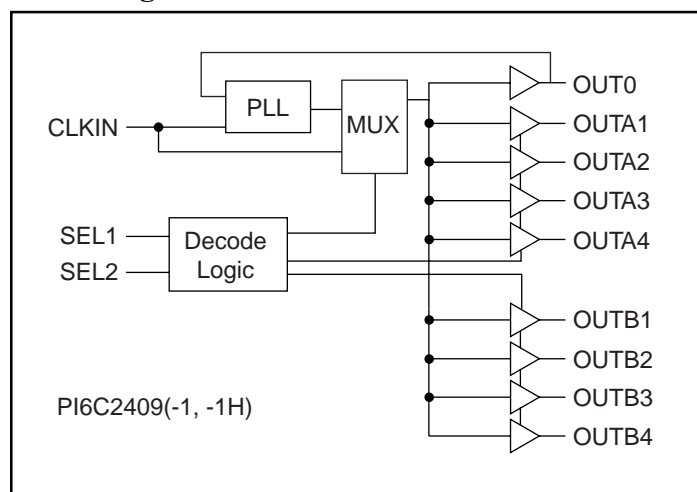 PLL
MUX
CLKIN
SEL1
SEL2
Decode
Logic
OUT0
OUTA1
OUTA2
OUTA3
OUTA4
OUTB1
OUTB2
OUTB3
OUTB4
PI6C2409(-1, -1H)